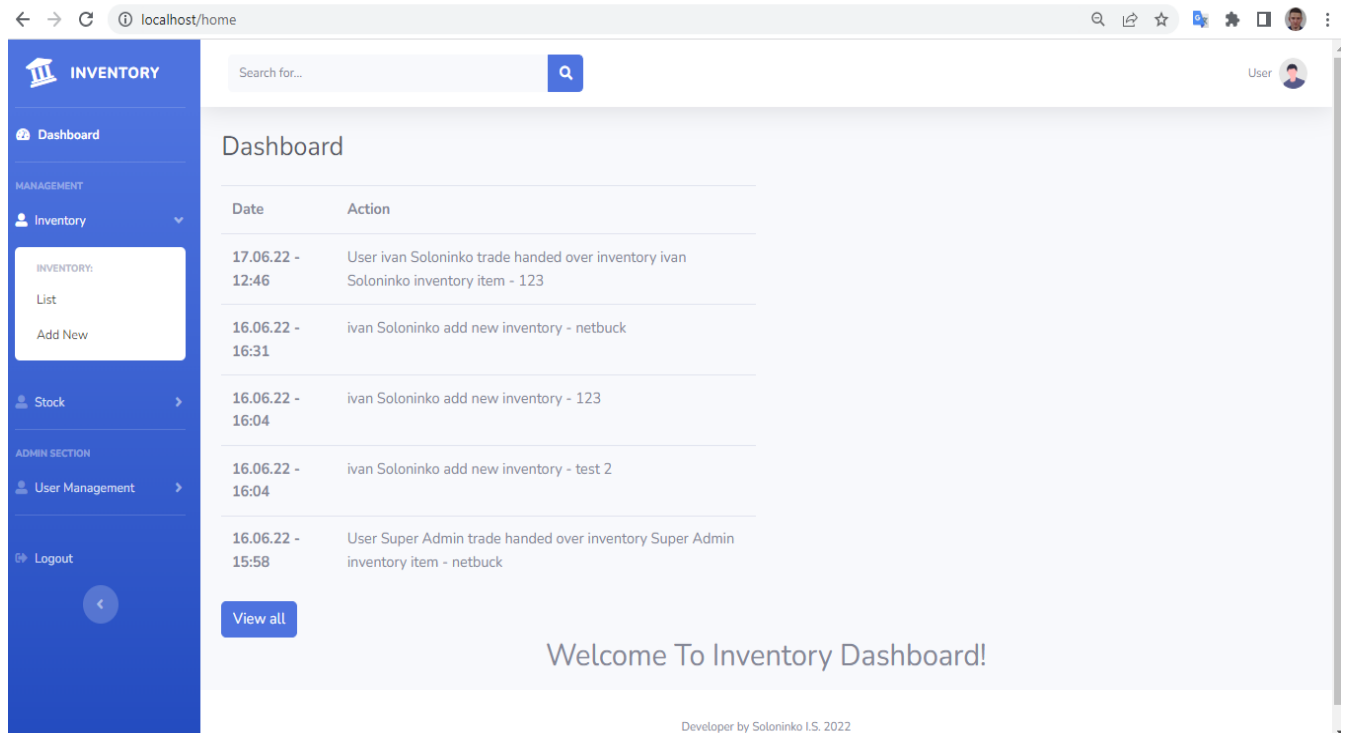 localhost/home
INVENTORY
Search for...
User
Dashboard
MANAGEMENT
Inventory
INVENTORY:
List
Add New
Stock
ADMIN SECTION
User Management
Logout
Dashboard
Date Action
17.06.22 - User ivan Soloninko trade handed over inventory ivan
12:46 Soloninko inventory item - 123
16.06.22 - ivan Soloninko add new inventory - netbuck
16:31
16.06.22 - ivan Soloninko add new inventory - 123
16:04
16.06.22 - ivan Soloninko add new inventory - test 2
16:04
16.06.22 - User Super Admin trade handed over inventory Super Admin
15:58 inventory item - netbuck
View all
Welcome To Inventory Dashboard!
Developer by Soloninko I.S. 2022